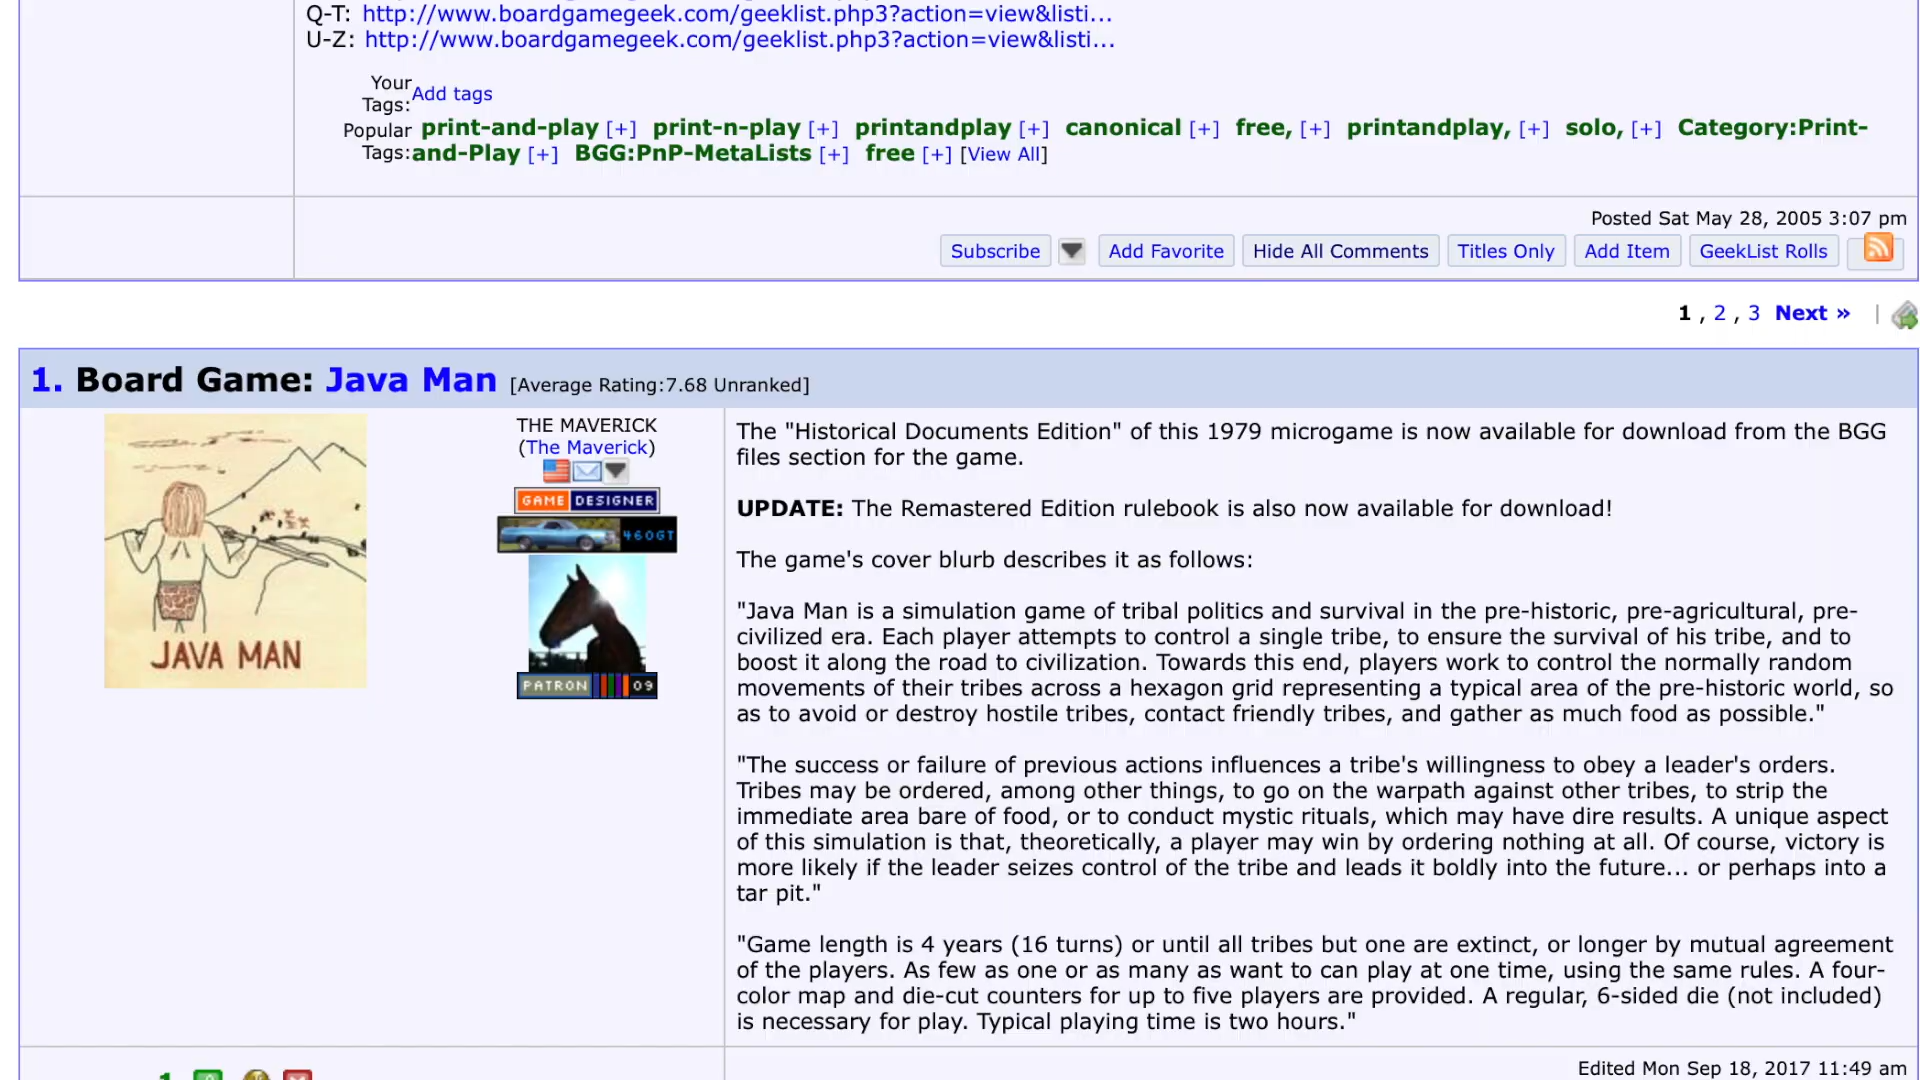 Q-T: http://www.boardgamegeek.com/geeklist.php3?action=view&listi...
U-Z: http://www.boardgamegeek.com/geeklist.php3?action=view&listi...
Your Tags: Add tags
Popular Tags: print-and-play [+] print-n-play [+] printandplay [+] canonical [+] free, [+] printandplay, [+] solo, [+] Category:Print-
and-Play [+] BGG:PnP-MetaLists [+] free [+] [View All]
Posted Sat May 28, 2005 3:07 pm
Subscribe Add Favorite Hide All Comments Titles Only Add Item GeekList Rolls
1 , 2 , 3 Next » |
1. Board Game: Java Man [Average Rating:7.68 Unranked]
JAVA MAN
THE MAVERICK
(The Maverick)
GAME DESIGNER
460GT
PATRON 09
The "Historical Documents Edition" of this 1979 microgame is now available for download from the BGG
files section for the game.
UPDATE: The Remastered Edition rulebook is also now available for download!
The game's cover blurb describes it as follows:
"Java Man is a simulation game of tribal politics and survival in the pre-historic, pre-agricultural, pre-
civilized era. Each player attempts to control a single tribe, to ensure the survival of his tribe, and to
boost it along the road to civilization. Towards this end, players work to control the normally random
movements of their tribes across a hexagon grid representing a typical area of the pre-historic world, so
as to avoid or destroy hostile tribes, contact friendly tribes, and gather as much food as possible."
"The success or failure of previous actions influences a tribe's willingness to obey a leader's orders.
Tribes may be ordered, among other things, to go on the warpath against other tribes, to strip the
immediate area bare of food, or to conduct mystic rituals, which may have dire results. A unique aspect
of this simulation is that, theoretically, a player may win by ordering nothing at all. Of course, victory is
more likely if the leader seizes control of the tribe and leads it boldly into the future... or perhaps into a
tar pit."
"Game length is 4 years (16 turns) or until all tribes but one are extinct, or longer by mutual agreement
of the players. As few as one or as many as want to can play at one time, using the same rules. A four-
color map and die-cut counters for up to five players are provided. A regular, 6-sided die (not included)
is necessary for play. Typical playing time is two hours."
Edited Mon Sep 18, 2017 11:49 am